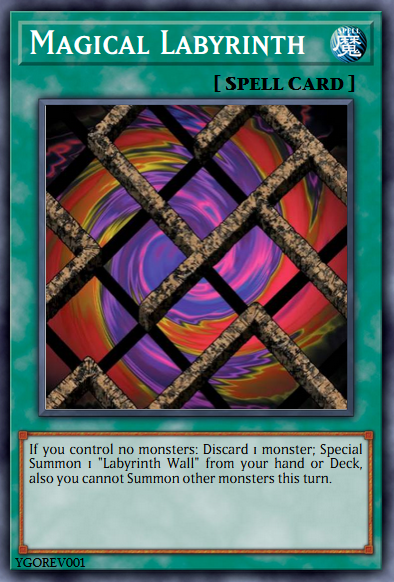 Magical Labyrinth
SPELL
魔
[ Spell Card ]
If you control no monsters: Discard 1 monster; Special
Summon 1 "Labyrinth Wall" from your hand or Deck,
also you cannot Summon other monsters this turn.
YGOREV001